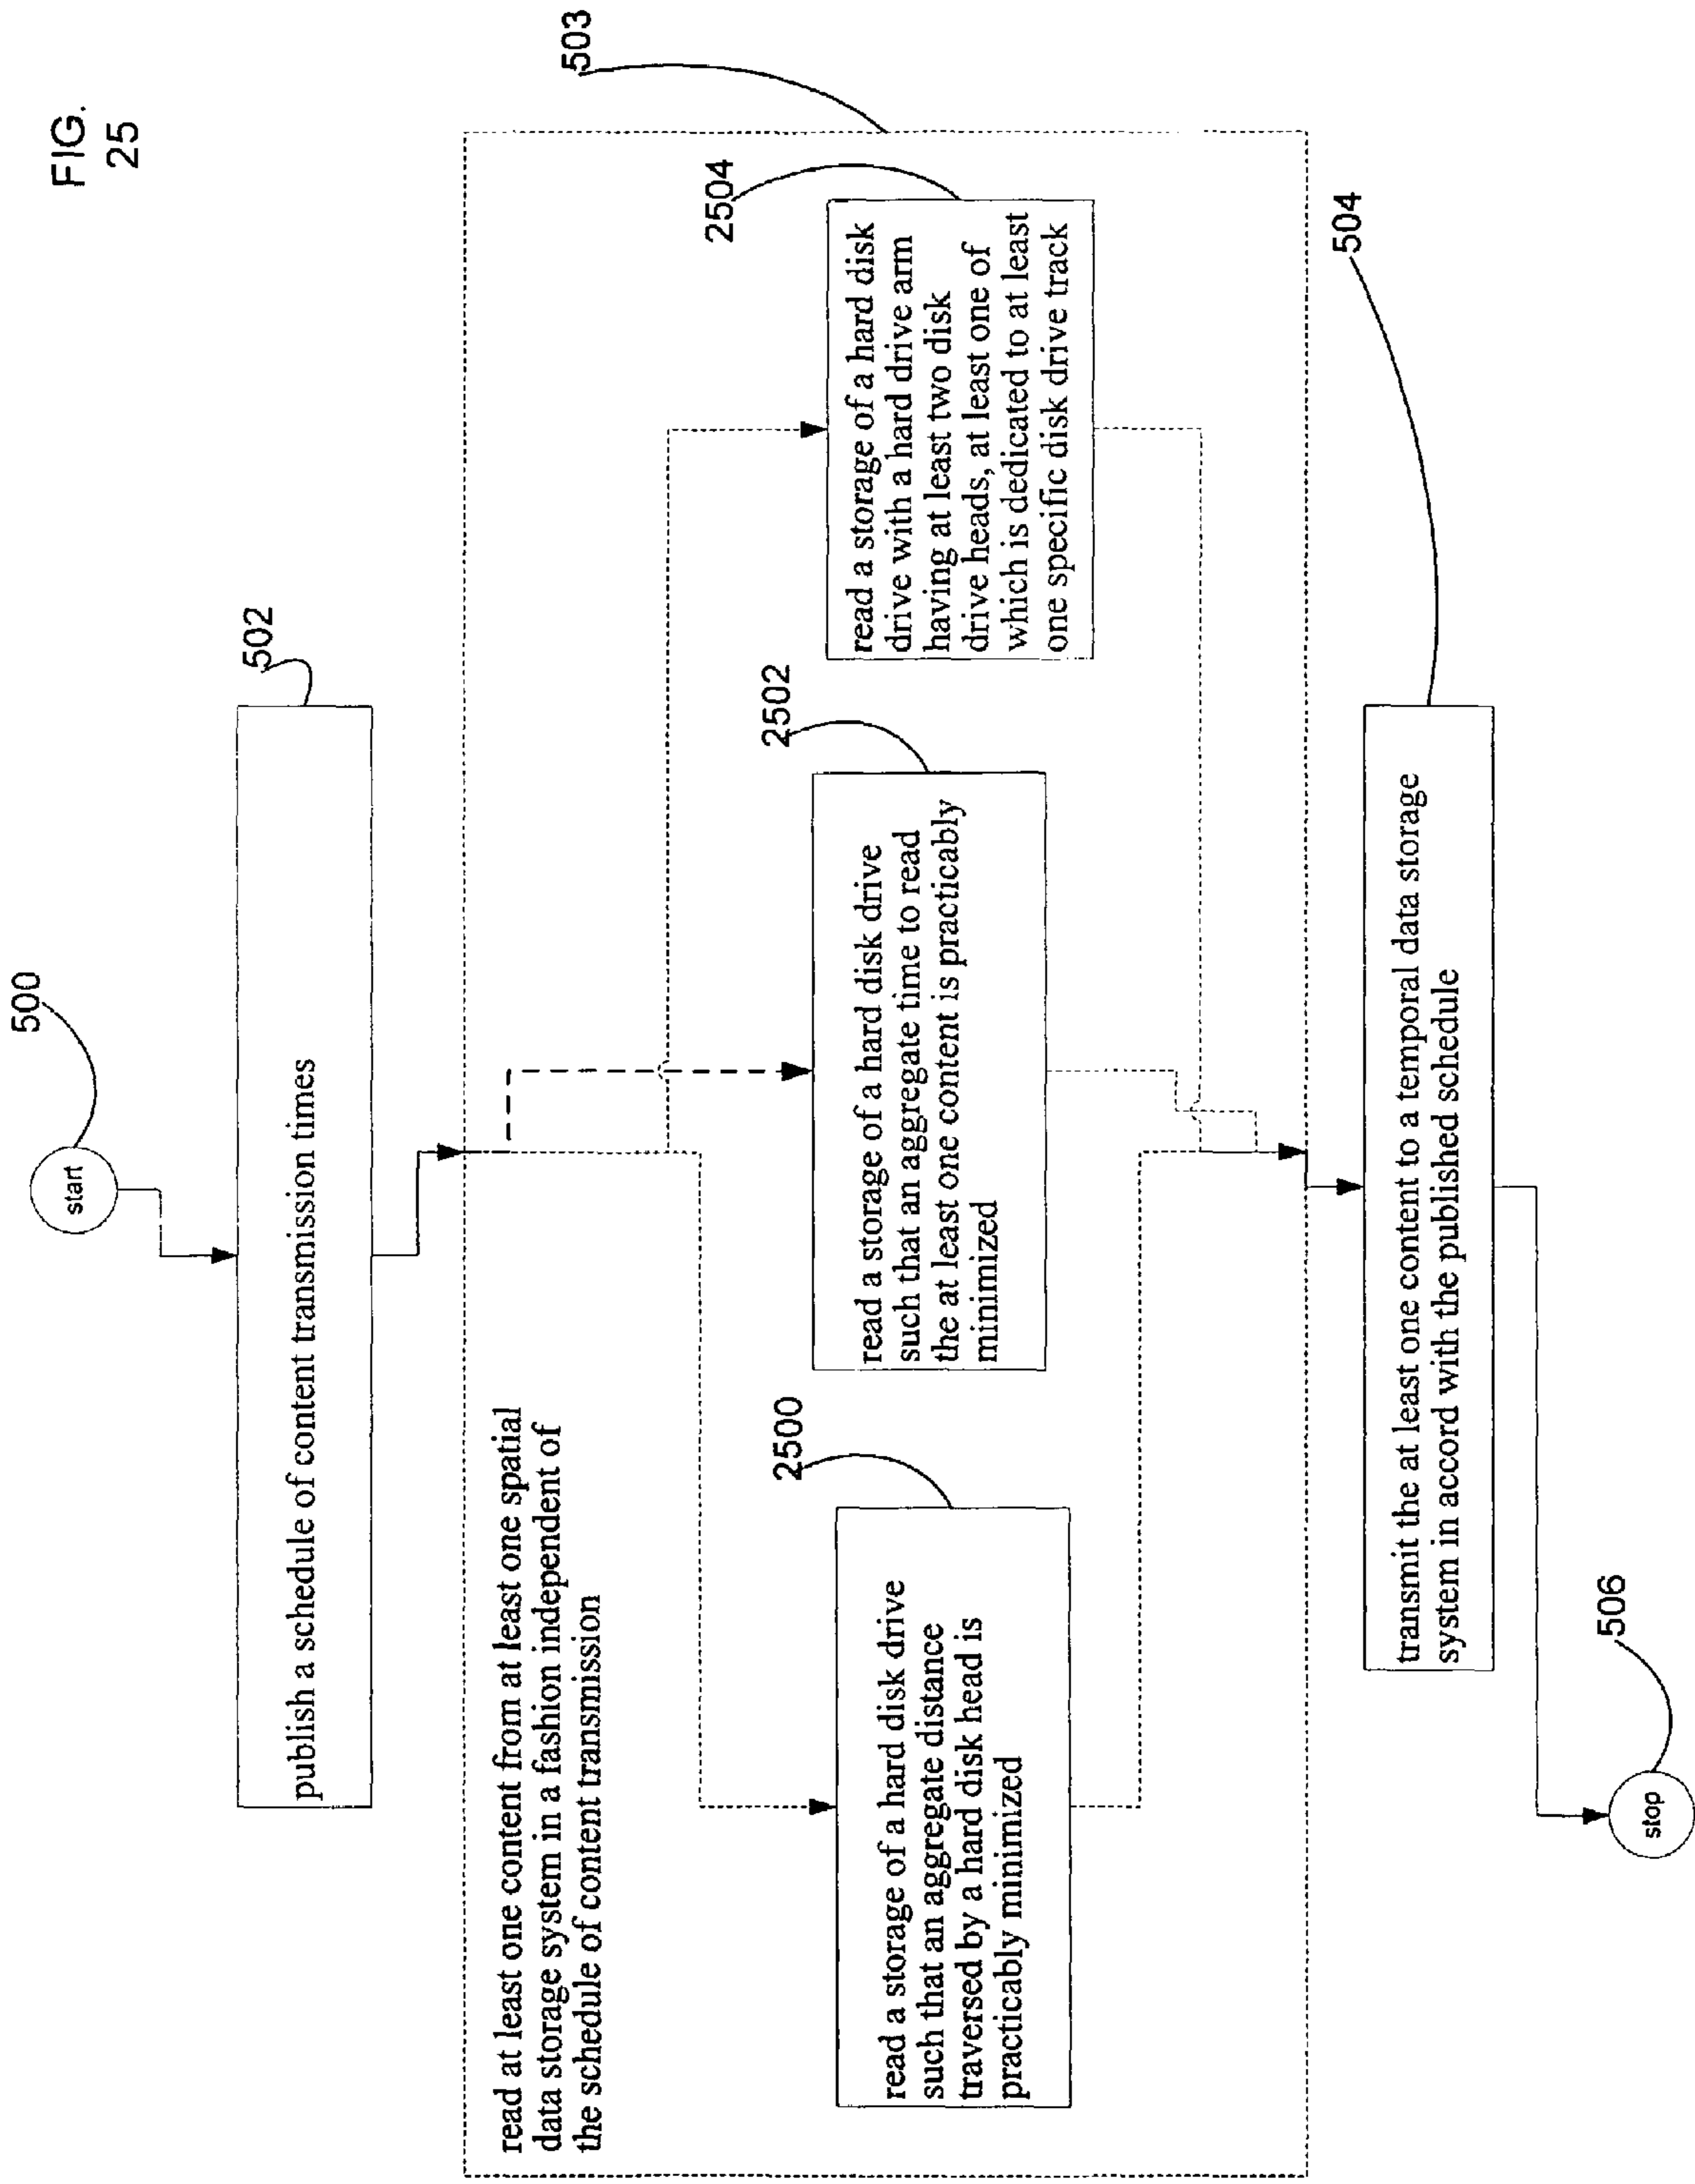 FIG.
25
500
start
502
publish a schedule of content transmission times
503
read at least one content from at least one spatial
data storage system in a fashion independent of
the schedule of content transmission
2500
read a storage of a hard disk drive
such that an aggregate distance
traversed by a hard disk head is
practicably minimized
2502
read a storage of a hard disk drive
such that an aggregate time to read
the at least one content is practicably
minimized
2504
read a storage of a hard disk
drive with a hard drive arm
having at least two disk
drive heads, at least one of
which is dedicated to at least
one specific disk drive track
504
transmit the at least one content to a temporal data storage
system in accord with the published schedule
506
stop